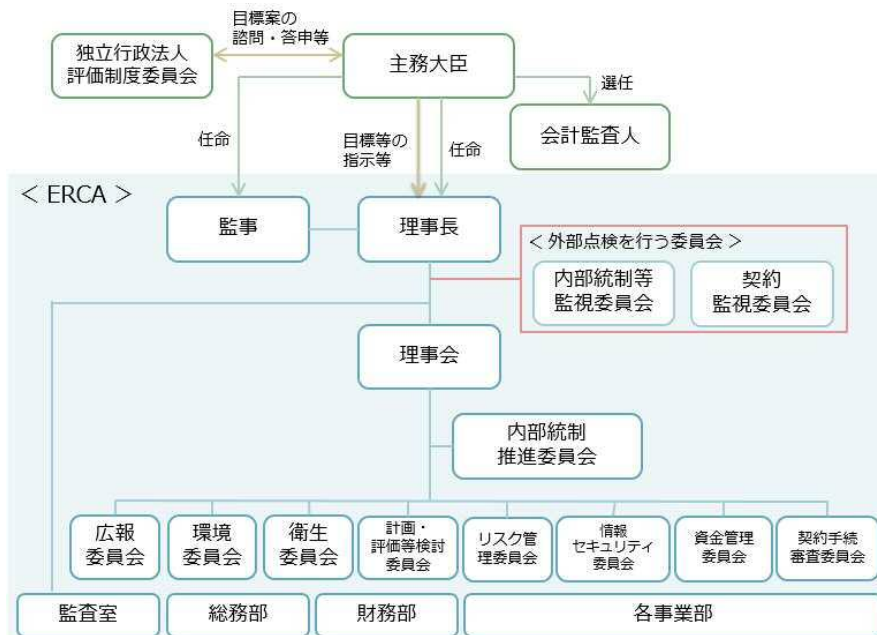 目標案の
諮問・答申等
独立行政法人
評価制度委員会
主務大臣
選任
会計監査人
任命
目標等の
指示等
任命
< ERCA >
監事
理事長
< 外部点検を行う委員会 >
内部統制等
監視委員会
契約
監視委員会
理事会
内部統制
推進委員会
広報
委員会
環境
委員会
衛生
委員会
計画・
評価等検討
委員会
リスク管
理委員会
情報
セキュリティ
委員会
資金管理
委員会
契約手続
審査委員会
監査室
総務部
財務部
各事業部